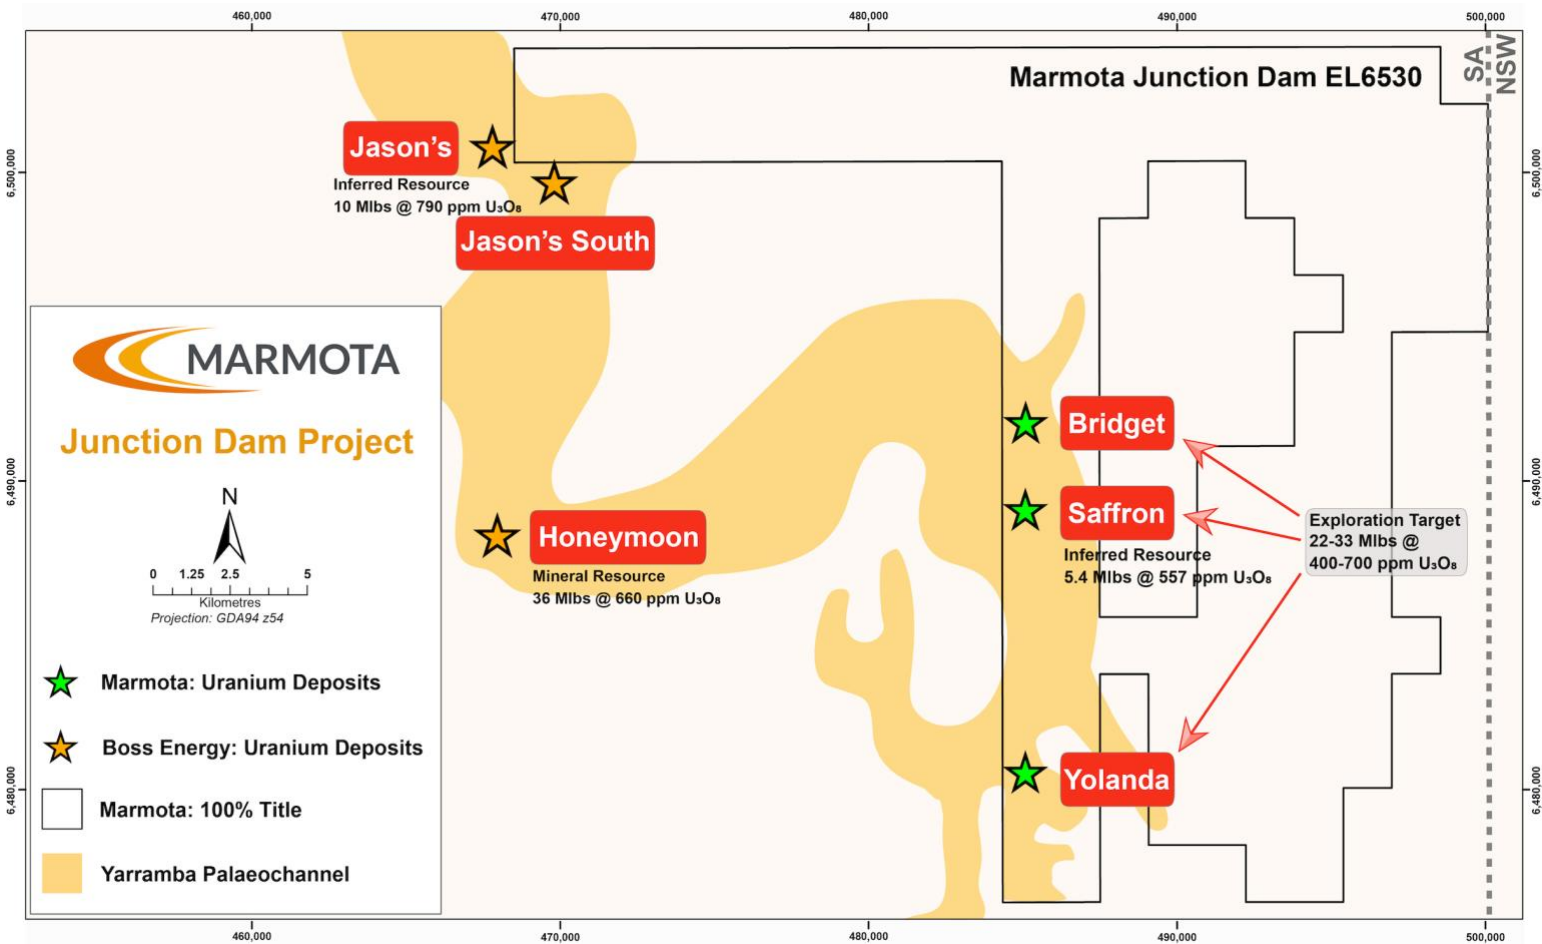 460,000
470,000
480,000
490,000
500,000
Marmota Junction Dam EL6530
SA
NSW
6,500,000
6,500,000
Jason's
Inferred Resource
10 Mlbs @ 790 ppm U₃O₈
Jason's South
MARMOTA
Junction Dam Project
N
0 1.25 2.5 5
Kilometres
Projection: GDA94 z54
Marmota: Uranium Deposits
Boss Energy: Uranium Deposits
Marmota: 100% Title
Yarramba Palaeochannel
6,490,000
6,490,000
Bridget
Saffron
Inferred Resource
5.4 Mlbs @ 557 ppm U₃O₈
Honeymoon
Mineral Resource
36 Mlbs @ 660 ppm U₃O₈
Exploration Target
22-33 Mlbs @
400-700 ppm U₃O₈
Yolanda
6,480,000
6,480,000
460,000
470,000
480,000
490,000
500,000